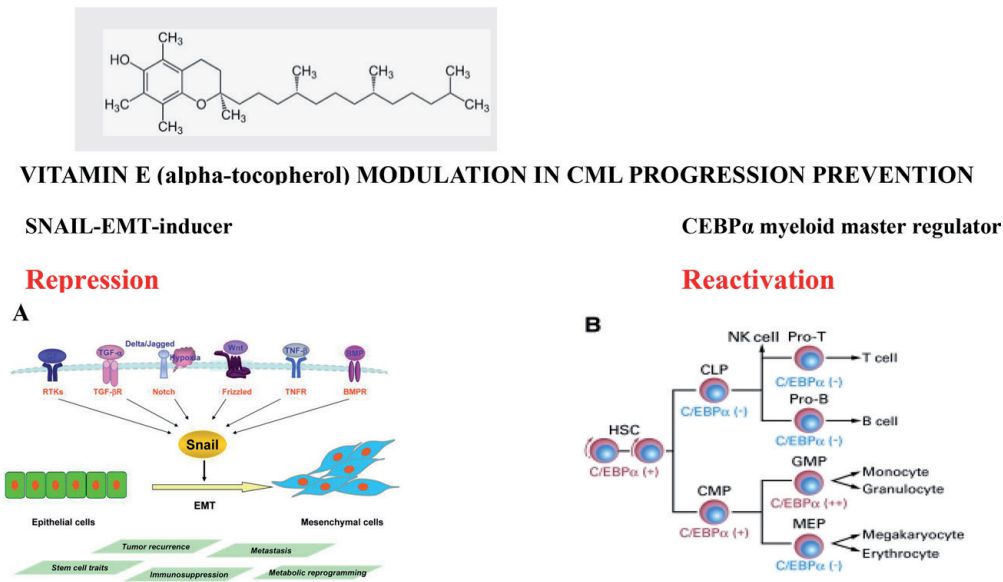 CH₃
HO
CH₃
CH₃
CH₃
H₃C
O
CH₃
CH₃
VITAMIN E (alpha-tocopherol) MODULATION IN CML PROGRESSION PREVENTION
SNAIL-EMT-inducer
Repression
A
TGF-α
Delta/Jagged
Hypoxia
Wnt
TNF-β
BMP
RTKs
TGF-βR
Notch
Frizzled
TNFR
BMPR
Snail
EMT
Epithelial cells
Mesenchymal cells
Tumor recurrence
Metastasis
Stem cell traits
Immunosuppression
Metabolic reprogramming
CEBPα myeloid master regulator
Reactivation
B
NK cell
Pro-T
T cell
CLP
C/EBPα (-)
C/EBPα (-)
Pro-B
B cell
C/EBPα (-)
HSC
C/EBPα (+)
GMP
Monocyte
Granulocyte
C/EBPα (++)
CMP
C/EBPα (+)
MEP
Megakaryocyte
Erythrocyte
C/EBPα (-)